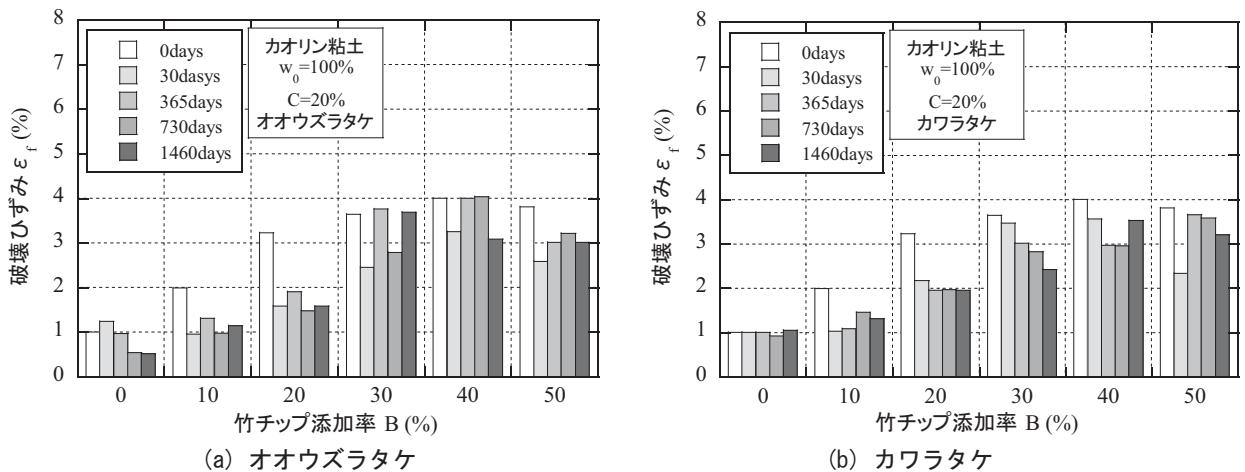 8
7
6
5
4
3
2
1
0
破壊ひずみ ε f (%)
0days
30dasys
365days
730days
1460days
カオリン粘土
w0=100%
C=20%
オオウズラタケ
0 10 20 30 40 50
竹チップ添加率 B (%)
(a) オオウズラタケ
8
7
6
5
4
3
2
1
0
破壊ひずみ ε f (%)
0days
30dasys
365days
730days
1460days
カオリン粘土
w0=100%
C=20%
カワラタケ
0 10 20 30 40 50
竹チップ添加率 B (%)
(b) カワラタケ